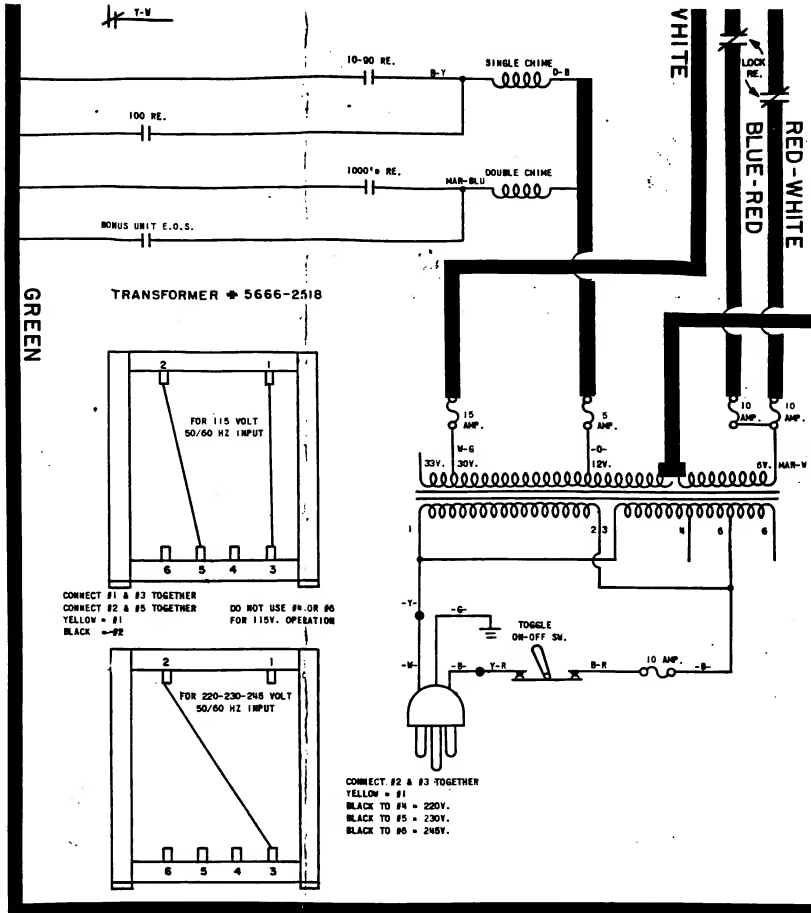 Y-W
10-90 RE.
B-Y
SINGLE CHIME
O-B
100 RE.
1000's RE.
MAR-BLU
DOUBLE CHIME
BONUS UNIT E.O.S.
LOCK
RE.
RED-WHITE
BLUE-RED
GREEN
TRANSFORMER # 5666-2518
2 1
FOR 115 VOLT
50/60 HZ INPUT
6 5 4 3
CONNECT #1 & #3 TOGETHER
CONNECT #2 & #5 TOGETHER
YELLOW = #1
BLACK = #2
DO NOT USE #4 OR #6
FOR 115V. OPERATION
2 1
FOR 220-230-245 VOLT
50/60 HZ INPUT
6 5 4 3
15
AMP.
5
AMP.
10
AMP.
10
AMP.
W-G
-O-
33V. 30V. 12V. 6V. MAR-W
1 2 3 4 5 6
-Y-
-G-
-W-
-B-
Y-R
TOGGLE
ON-OFF SW.
B-R
10 AMP.
-B-
CONNECT #2 & #3 TOGETHER
YELLOW = #1
BLACK TO #4 = 220V.
BLACK TO #5 = 230V.
BLACK TO #6 = 245V.